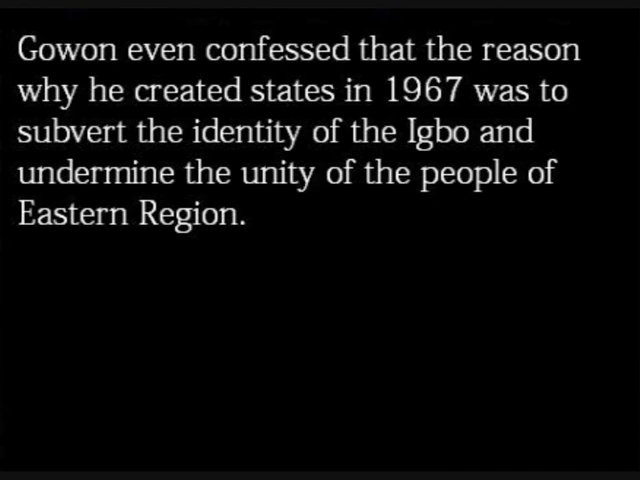 Gowon even confessed that the reason
why he created states in 1967 was to
subvert the identity of the Igbo and
undermine the unity of the people of
Eastern Region.